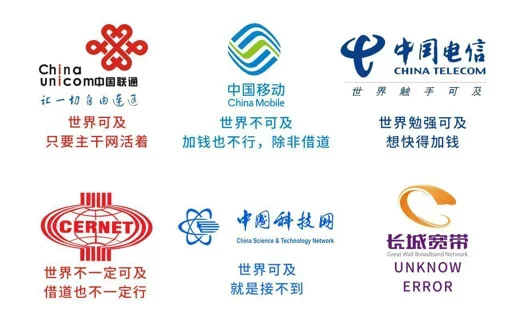 China
unicom中国联通
让一切自由连通
世界可及
只要主干网活着
中国移动
China Mobile
世界不可及
加钱也不行，除非借道
中国电信
CHINA TELECOM
世界触手可及
世界勉强可及
想快得加钱
CERNET
世界不一定可及
借道也不一定行
中国科技网
China Science & Technology Network
世界可及
就是接不到
长城宽带
Great Wall Broadband Network
UNKNOW
ERROR